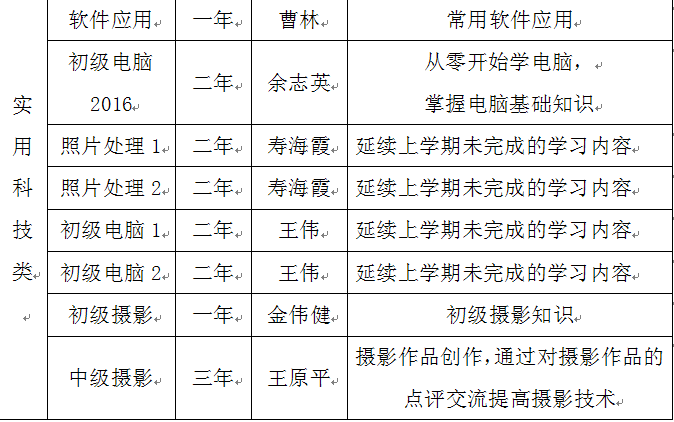 实用科技类
软件应用 一年 曹林 常用软件应用
初级电脑2016 二年 余志英 从零开始学电脑，掌握电脑基础知识
照片处理1 二年 寿海霞 延续上学期未完成的学习内容
照片处理2 二年 寿海霞 延续上学期未完成的学习内容
初级电脑1 二年 王伟 延续上学期未完成的学习内容
初级电脑2 二年 王伟 延续上学期未完成的学习内容
初级摄影 一年 金伟健 初级摄影知识
中级摄影 三年 王原平 摄影作品创作，通过对摄影作品的点评交流提高摄影技术